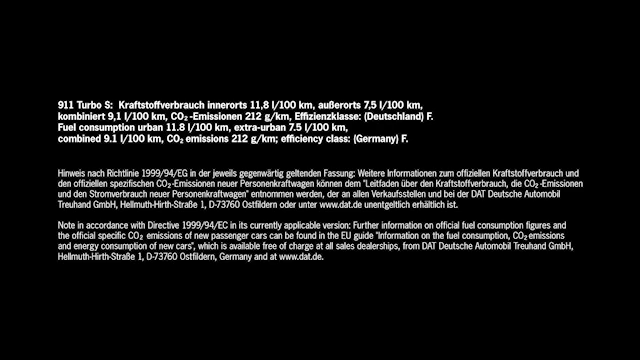 911 Turbo S: Kraftstoffverbrauch innerorts 11,8 l/100 km, außerorts 7,5 l/100 km,
kombiniert 9,1 l/100 km, CO₂-Emissionen 212 g/km, Effizienzklasse: (Deutschland) F.
Fuel consumption urban 11.8 l/100 km, extra-urban 7.5 l/100 km,
combined 9.1 l/100 km, CO₂ emissions 212 g/km; efficiency class: (Germany) F.
Hinweis nach Richtlinie 1999/94/EG in der jeweils gegenwärtig geltenden Fassung: Weitere Informationen zum offiziellen Kraftstoffverbrauch und
den offiziellen spezifischen CO₂-Emissionen neuer Personenkraftwagen können dem "Leitfaden über den Kraftstoffverbrauch, die CO₂-Emissionen
und den Stromverbrauch neuer Personenkraftwagen" entnommen werden, der an allen Verkaufsstellen und bei der DAT Deutsche Automobil
Treuhand GmbH, Hellmuth-Hirth-Straße 1, D-73760 Ostfildern oder unter www.dat.de unentgeltlich erhältlich ist.
Note in accordance with Directive 1999/94/EC in its currently applicable version: Further information on official fuel consumption figures and
the official specific CO₂ emissions of new passenger cars can be found in the EU guide "Information on the fuel consumption, CO₂ emissions
and energy consumption of new cars", which is available free of charge at all sales dealerships, from DAT Deutsche Automobil Treuhand GmbH,
Hellmuth-Hirth-Straße 1, D-73760 Ostfildern, Germany and at www.dat.de.